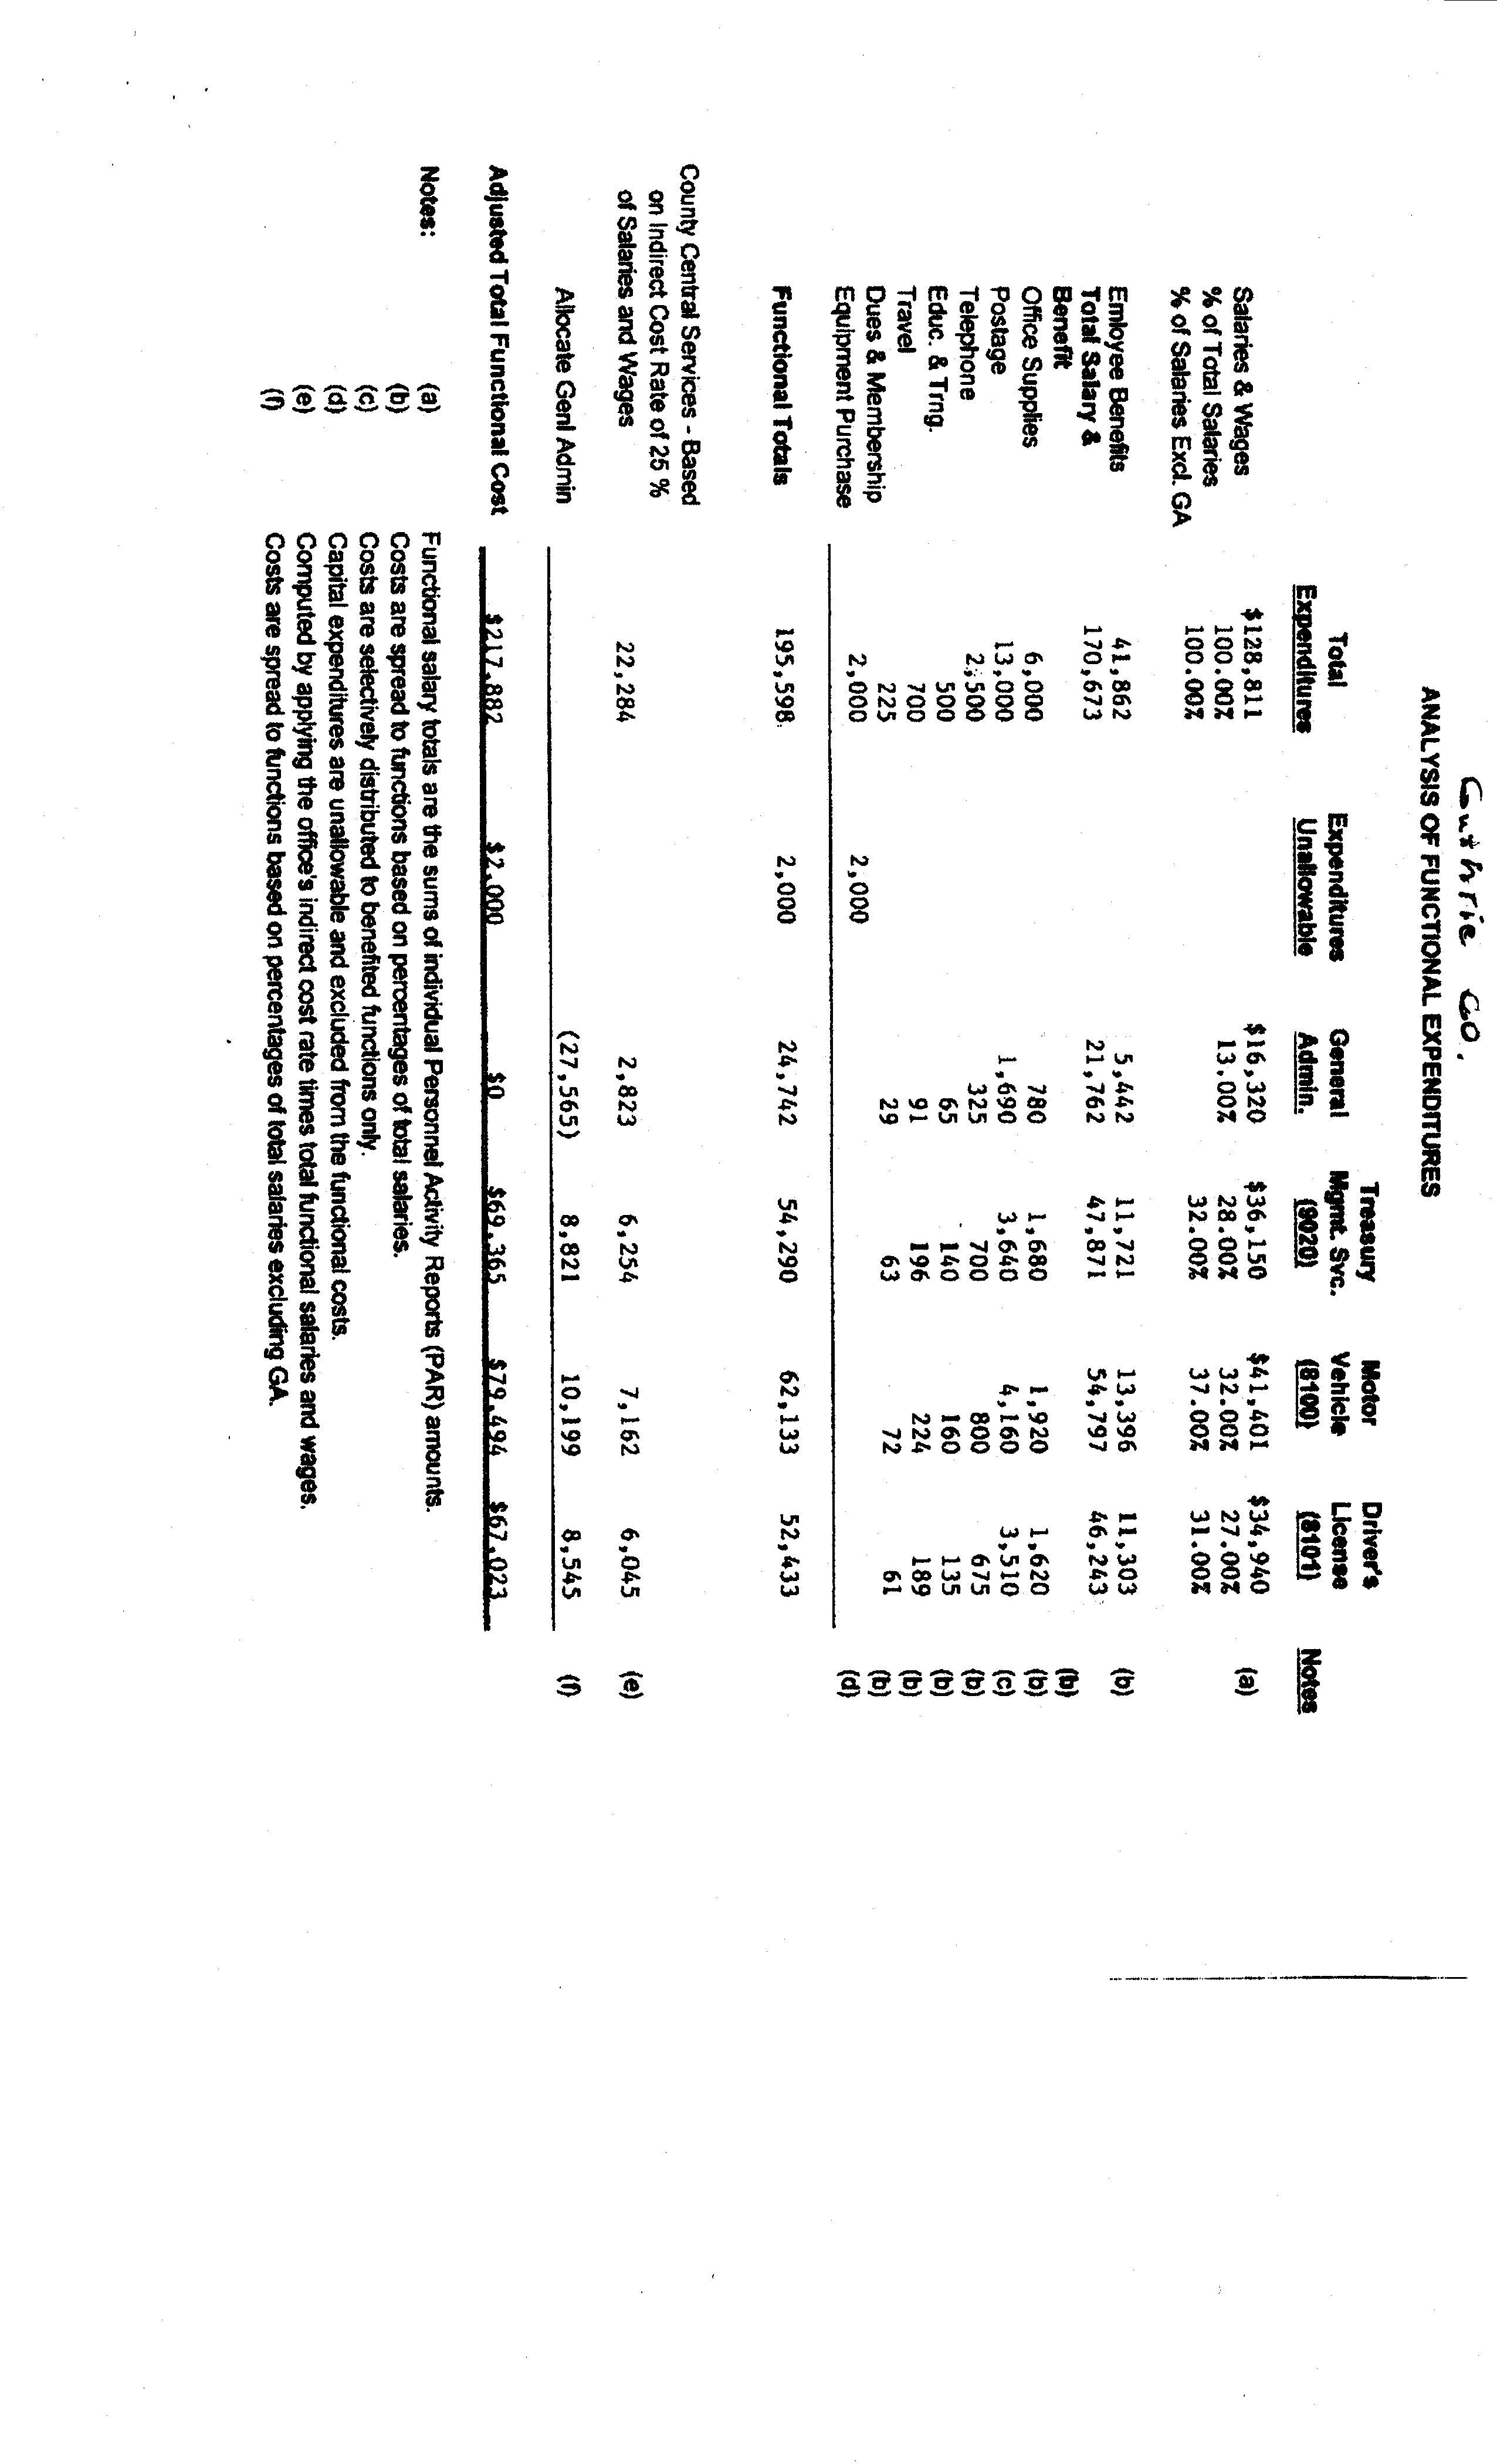 Guthrie Co.
ANALYSIS OF FUNCTIONAL EXPENDITURES
Treasury Motor Driver's
Total Expenditures General Mgmt. Svc. Vehicle License
Expenditures Unallowable Admin. (9020) (8100) (8101) Notes
Salaries & Wages $128,811 $16,320 $36,150 $41,401 $34,940 (a)
% of Total Salaries 100.00% 13.00% 28.00% 32.00% 27.00%
% of Salaries Excl. GA 100.00% 32.00% 37.00% 31.00%
Emloyee Benefits 41,862 5,442 11,721 13,396 11,303 (b)
Total Salary & 170,673 21,762 47,871 54,797 46,243
Benefit (b)
Office Supplies 6,000 780 1,680 1,920 1,620 (b)
Postage 13,000 1,690 3,640 4,160 3,510 (c)
Telephone 2,500 325 700 800 675 (b)
Educ. & Trng. 500 65 140 160 135 (b)
Travel 700 91 196 224 189 (b)
Dues & Membership 225 29 63 72 61 (b)
Equipment Purchase 2,000 2,000 (d)
Functional Totals 195,598 2,000 24,742 54,290 62,133 52,433
County Central Services - Based
on Indirect Cost Rate of 25 %
of Salaries and Wages 22,284 2,823 6,254 7,162 6,045 (e)
Allocate Genl Admin (27,565) 8,821 10,199 8,545 (f)
Adjusted Total Functional Cost $217,882 $2,000 $0 $69,365 $79,494 $67,023
Notes: (a) Functional salary totals are the sums of individual Personnel Activity Reports (PAR) amounts.
(b) Costs are spread to functions based on percentages of total salaries.
(c) Costs are selectively distributed to benefited functions only.
(d) Capital expenditures are unallowable and excluded from the functional costs.
(e) Computed by applying the office's indirect cost rate times total functional salaries and wages.
(f) Costs are spread to functions based on percentages of total salaries excluding GA.